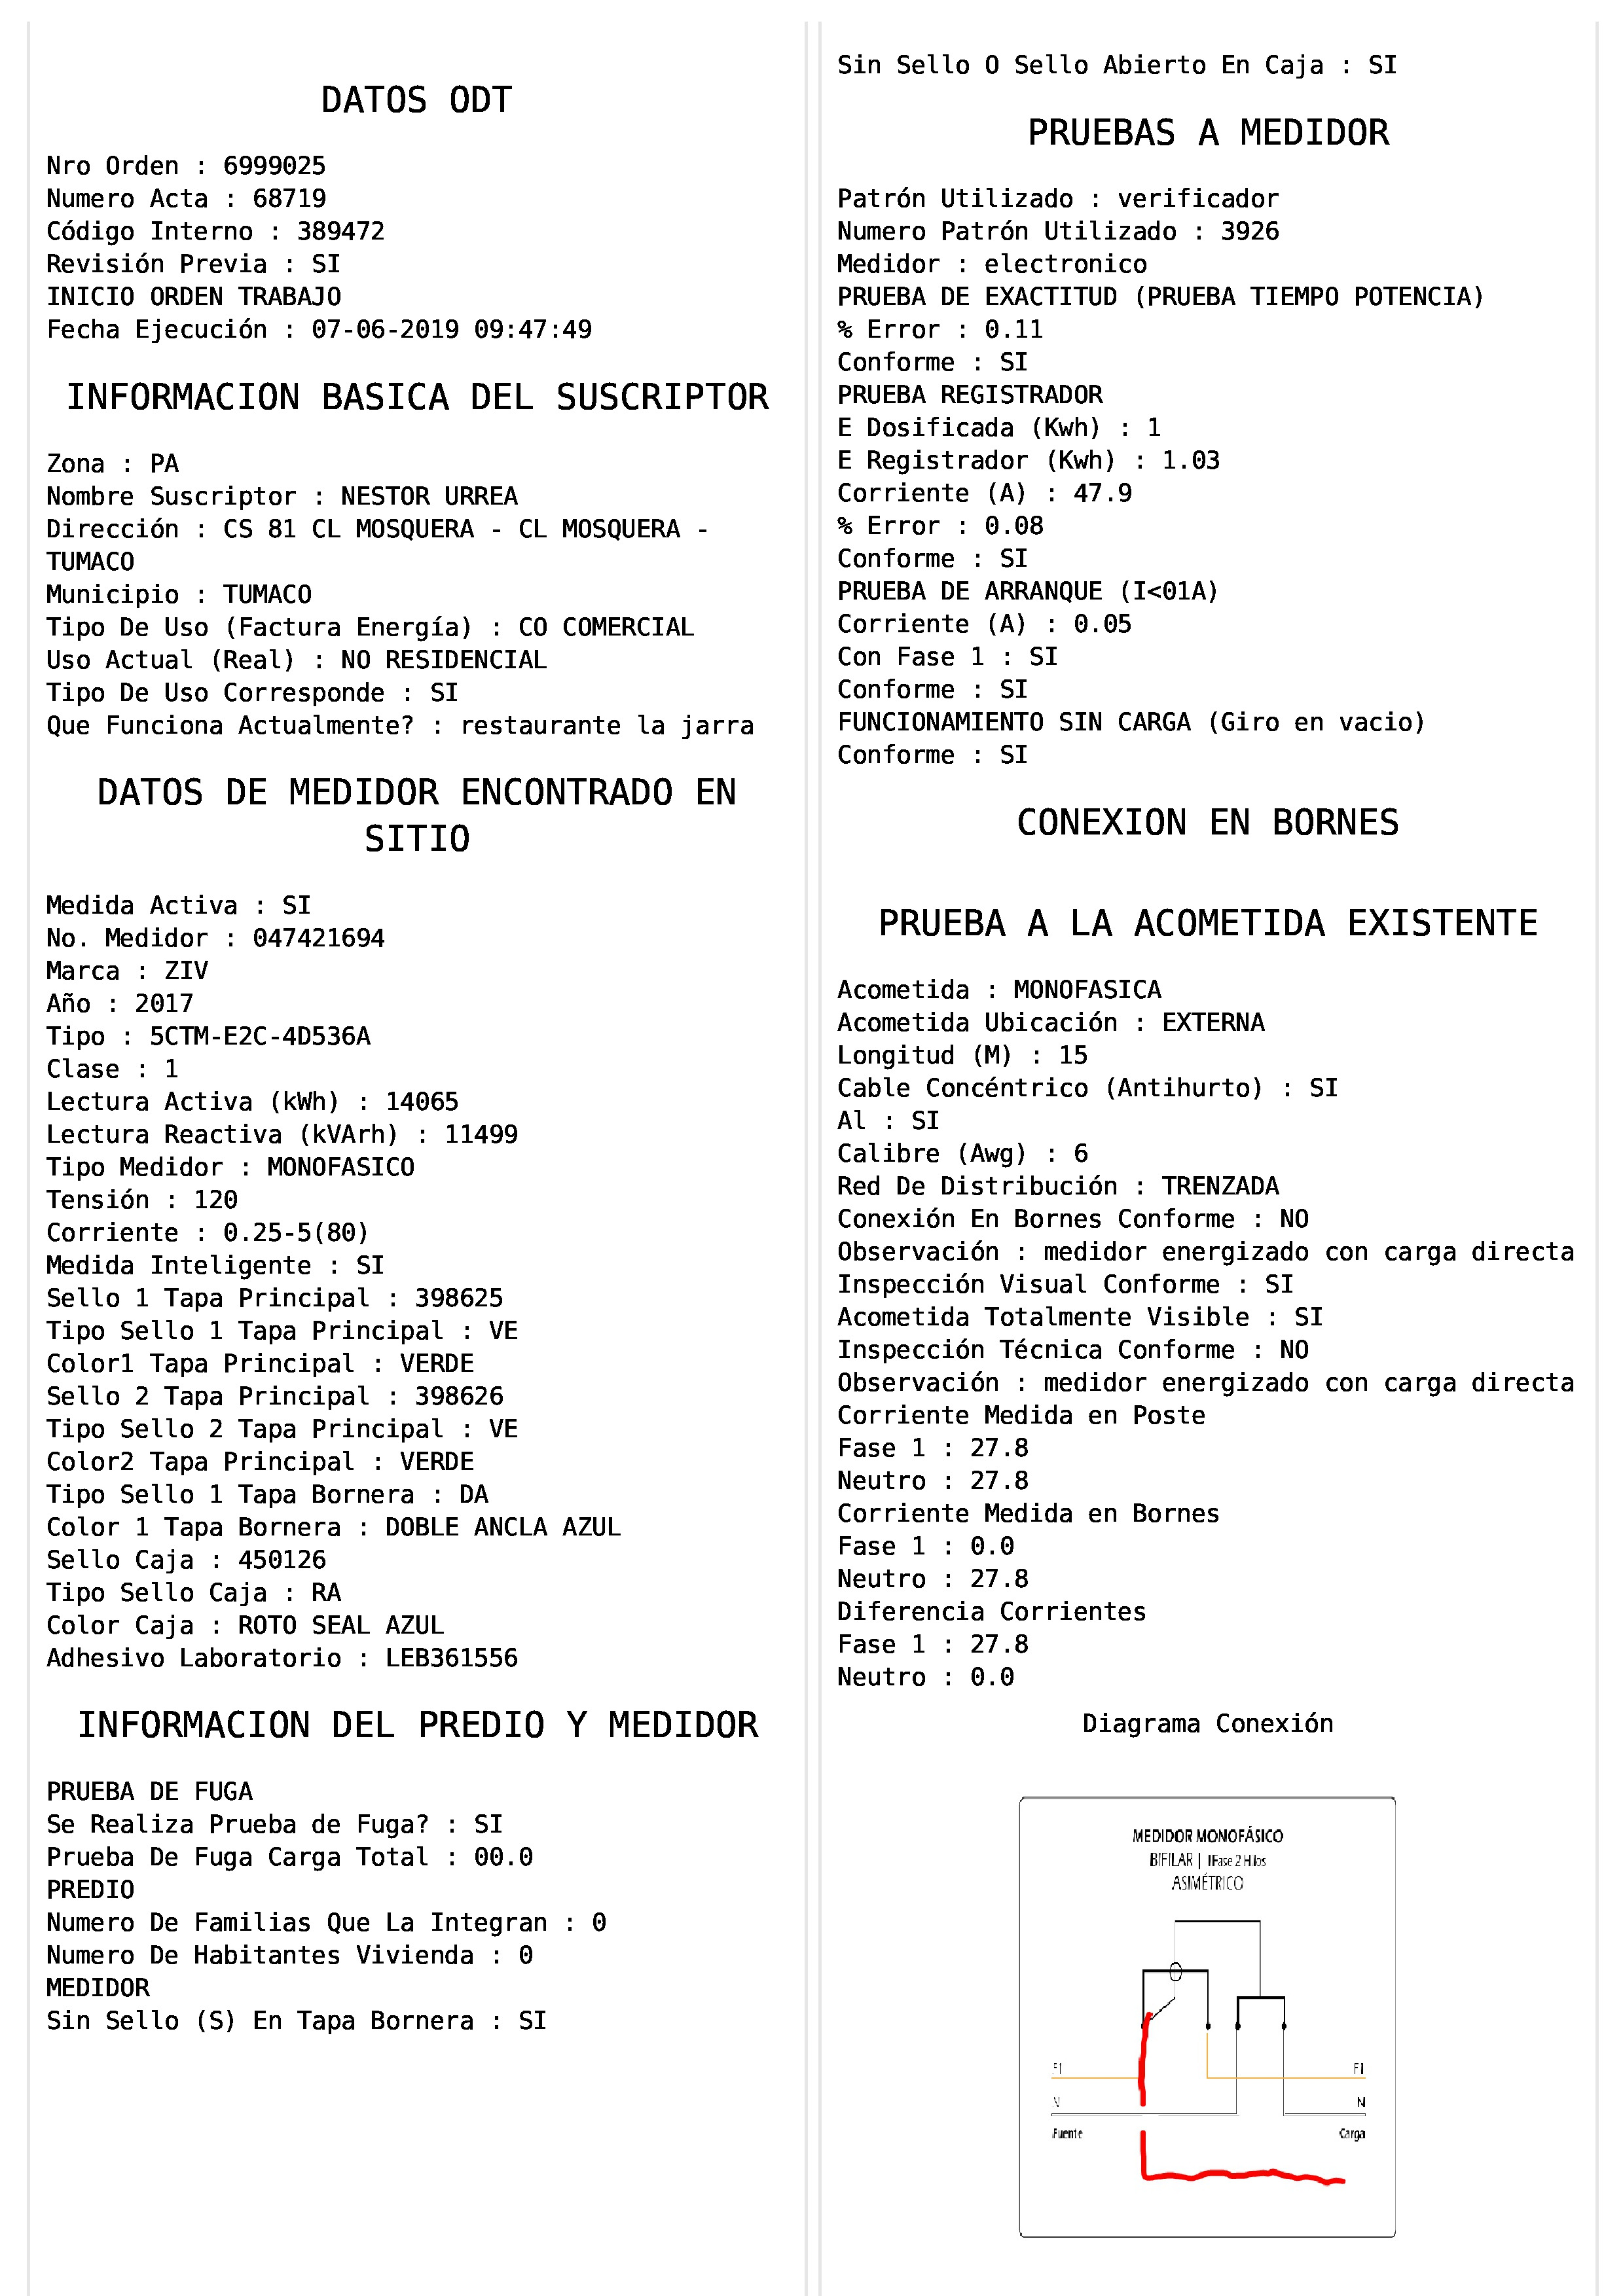 DATOS ODT
Nro Orden : 6999025
Numero Acta : 68719
Código Interno : 389472
Revisión Previa : SI
INICIO ORDEN TRABAJO
Fecha Ejecución : 07-06-2019 09:47:49
INFORMACION BASICA DEL SUSCRIPTOR
Zona : PA
Nombre Suscriptor : NESTOR URREA
Dirección : CS 81 CL MOSQUERA - CL MOSQUERA -
TUMACO
Municipio : TUMACO
Tipo De Uso (Factura Energía) : CO COMERCIAL
Uso Actual (Real) : NO RESIDENCIAL
Tipo De Uso Corresponde : SI
Que Funciona Actualmente? : restaurante la jarra
DATOS DE MEDIDOR ENCONTRADO EN
SITIO
Medida Activa : SI
No. Medidor : 047421694
Marca : ZIV
Año : 2017
Tipo : 5CTM-E2C-4D536A
Clase : 1
Lectura Activa (kWh) : 14065
Lectura Reactiva (kVArh) : 11499
Tipo Medidor : MONOFASICO
Tensión : 120
Corriente : 0.25-5(80)
Medida Inteligente : SI
Sello 1 Tapa Principal : 398625
Tipo Sello 1 Tapa Principal : VE
Color1 Tapa Principal : VERDE
Sello 2 Tapa Principal : 398626
Tipo Sello 2 Tapa Principal : VE
Color2 Tapa Principal : VERDE
Tipo Sello 1 Tapa Bornera : DA
Color 1 Tapa Bornera : DOBLE ANCLA AZUL
Sello Caja : 450126
Tipo Sello Caja : RA
Color Caja : ROTO SEAL AZUL
Adhesivo Laboratorio : LEB361556
INFORMACION DEL PREDIO Y MEDIDOR
PRUEBA DE FUGA
Se Realiza Prueba de Fuga? : SI
Prueba De Fuga Carga Total : 00.0
PREDIO
Numero De Familias Que La Integran : 0
Numero De Habitantes Vivienda : 0
MEDIDOR
Sin Sello (S) En Tapa Bornera : SI
Sin Sello O Sello Abierto En Caja : SI
PRUEBAS A MEDIDOR
Patrón Utilizado : verificador
Numero Patrón Utilizado : 3926
Medidor : electronico
PRUEBA DE EXACTITUD (PRUEBA TIEMPO POTENCIA)
% Error : 0.11
Conforme : SI
PRUEBA REGISTRADOR
E Dosificada (Kwh) : 1
E Registrador (Kwh) : 1.03
Corriente (A) : 47.9
% Error : 0.08
Conforme : SI
PRUEBA DE ARRANQUE (I<01A)
Corriente (A) : 0.05
Con Fase 1 : SI
Conforme : SI
FUNCIONAMIENTO SIN CARGA (Giro en vacio)
Conforme : SI
CONEXION EN BORNES
PRUEBA A LA ACOMETIDA EXISTENTE
Acometida : MONOFASICA
Acometida Ubicación : EXTERNA
Longitud (M) : 15
Cable Concéntrico (Antihurto) : SI
Al : SI
Calibre (Awg) : 6
Red De Distribución : TRENZADA
Conexión En Bornes Conforme : NO
Observación : medidor energizado con carga directa
Inspección Visual Conforme : SI
Acometida Totalmente Visible : SI
Inspección Técnica Conforme : NO
Observación : medidor energizado con carga directa
Corriente Medida en Poste
Fase 1 : 27.8
Neutro : 27.8
Corriente Medida en Bornes
Fase 1 : 0.0
Neutro : 27.8
Diferencia Corrientes
Fase 1 : 27.8
Neutro : 0.0
Diagrama Conexión
MEDIDOR MONOFÁSICO
BIFILAR | 1Fase 2 Hilos
ASIMÉTRICO
F1 F1
N N
Fuente Carga